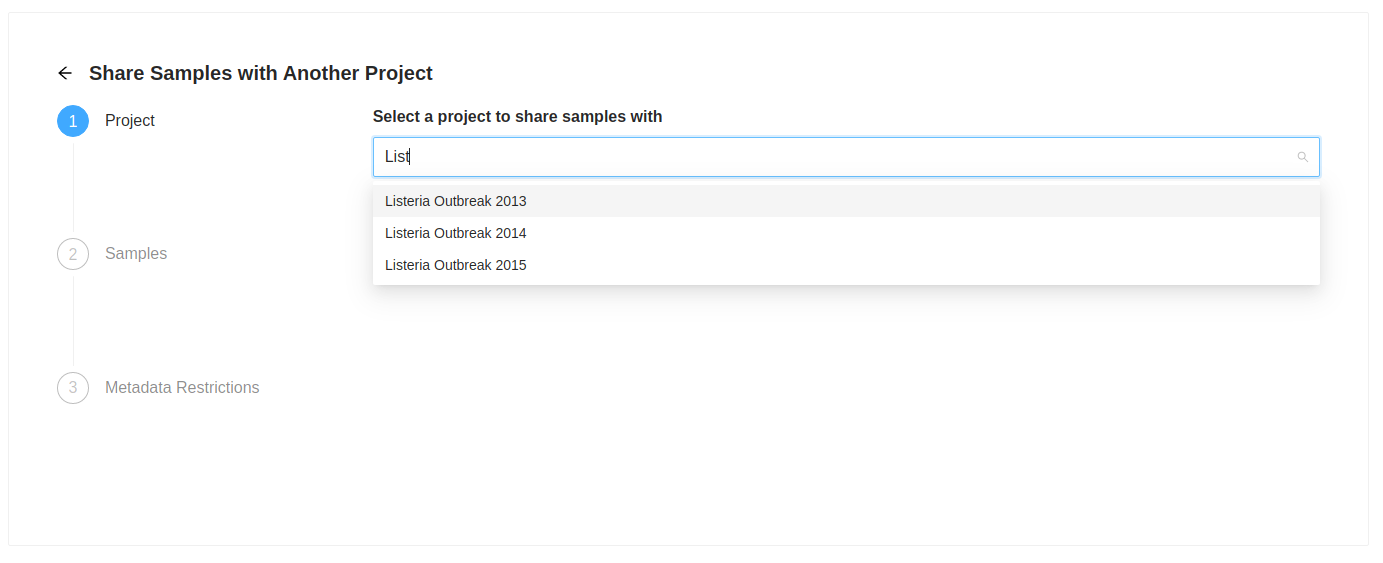 Share Samples with Another Project
1 Project
Select a project to share samples with
List
Listeria Outbreak 2013
Listeria Outbreak 2014
Listeria Outbreak 2015
2 Samples
3 Metadata Restrictions